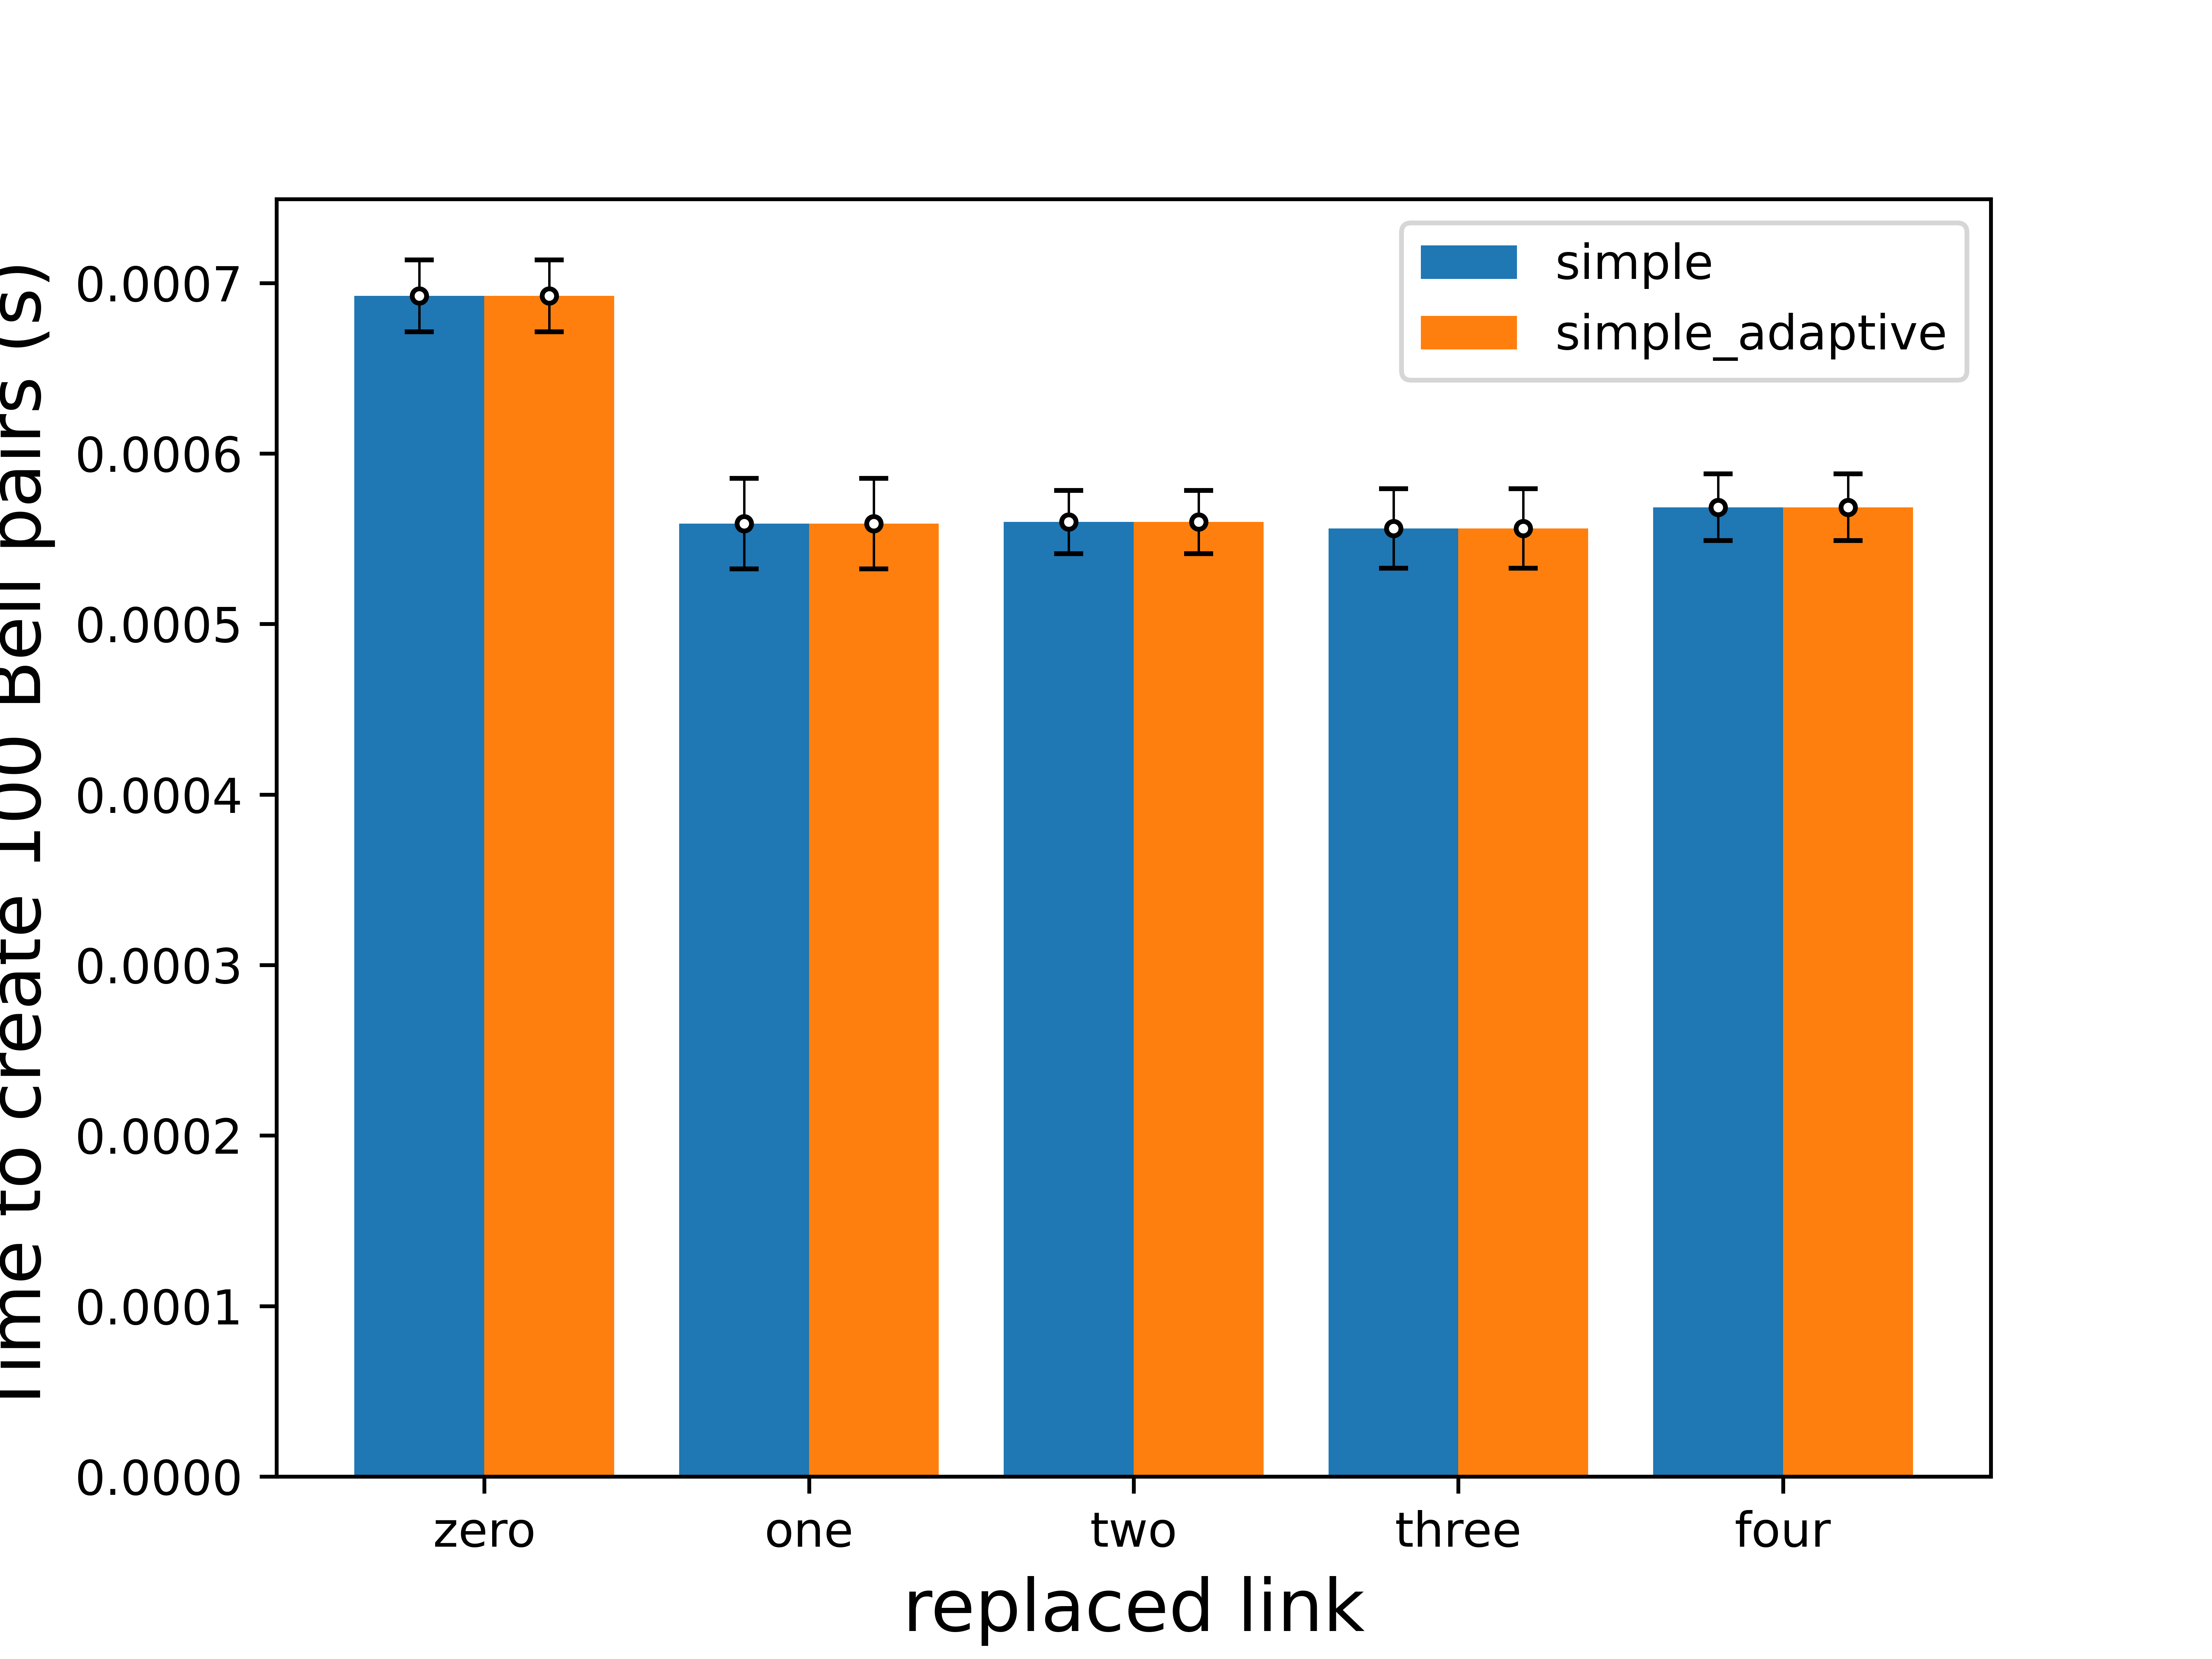 Time to create 100 Bell pairs (s)
0.0007
0.0006
0.0005
0.0004
0.0003
0.0002
0.0001
0.0000
simple
simple_adaptive
zero one two three four
replaced link